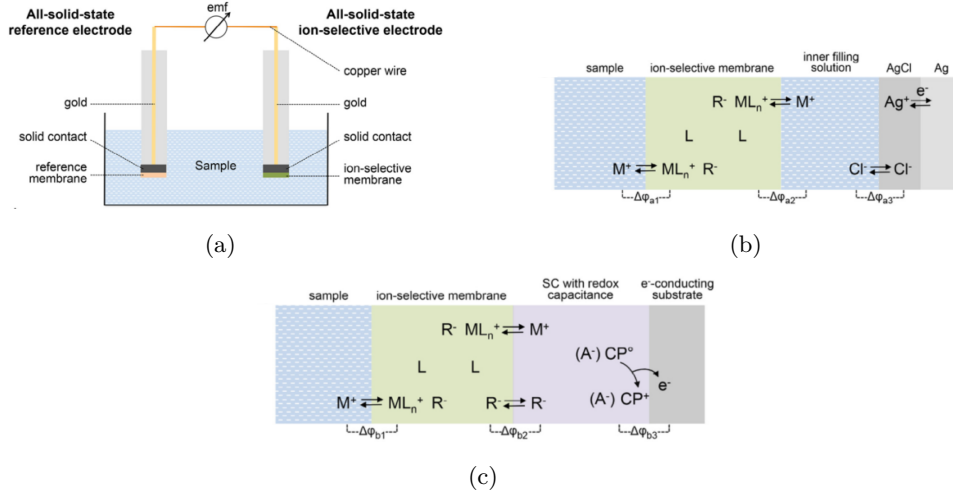 All-solid-state
reference electrode
emf
All-solid-state
ion-selective electrode
copper wire
gold
gold
solid contact
solid contact
reference
membrane
Sample
ion-selective
membrane
(a)
sample
ion-selective membrane
inner filling
solution
AgCl
Ag
R⁻ MLₙ⁺ ⇌ M⁺
Ag⁺ ⇌ e⁻
L L
M⁺ ⇌ MLₙ⁺ R⁻
Cl⁻ ⇌ Cl⁻
Δφa1
Δφa2
Δφa3
(b)
sample
ion-selective membrane
SC with redox
capacitance
e⁻-conducting
substrate
R⁻ MLₙ⁺ ⇌ M⁺
(A⁻) CP⁰
L L
e⁻
M⁺ ⇌ MLₙ⁺ R⁻
R⁻ ⇌ R⁻
(A⁻) CP⁺
Δφb1
Δφb2
Δφb3
(c)